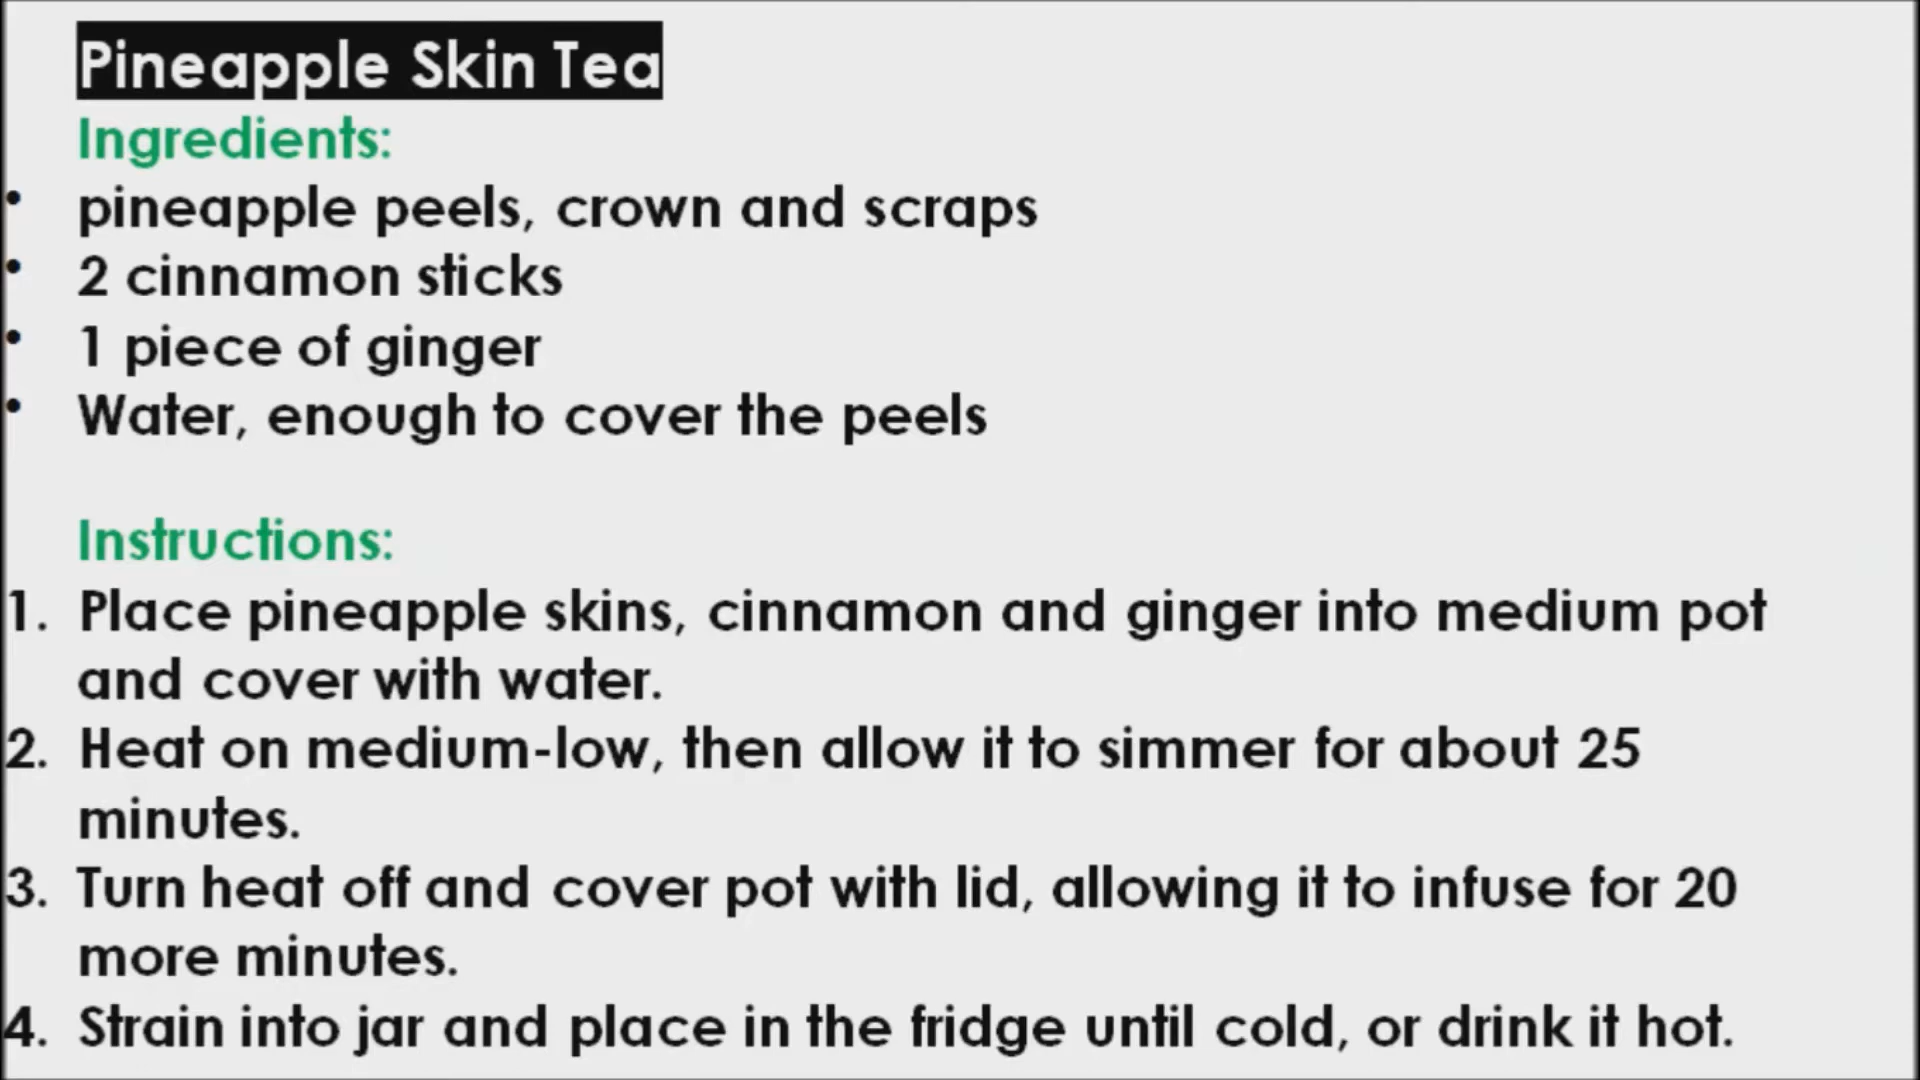 Pineapple Skin Tea
Ingredients:
• pineapple peels, crown and scraps
• 2 cinnamon sticks
• 1 piece of ginger
• Water, enough to cover the peels
Instructions:
1. Place pineapple skins, cinnamon and ginger into medium pot
and cover with water.
2. Heat on medium-low, then allow it to simmer for about 25
minutes.
3. Turn heat off and cover pot with lid, allowing it to infuse for 20
more minutes.
4. Strain into jar and place in the fridge until cold, or drink it hot.